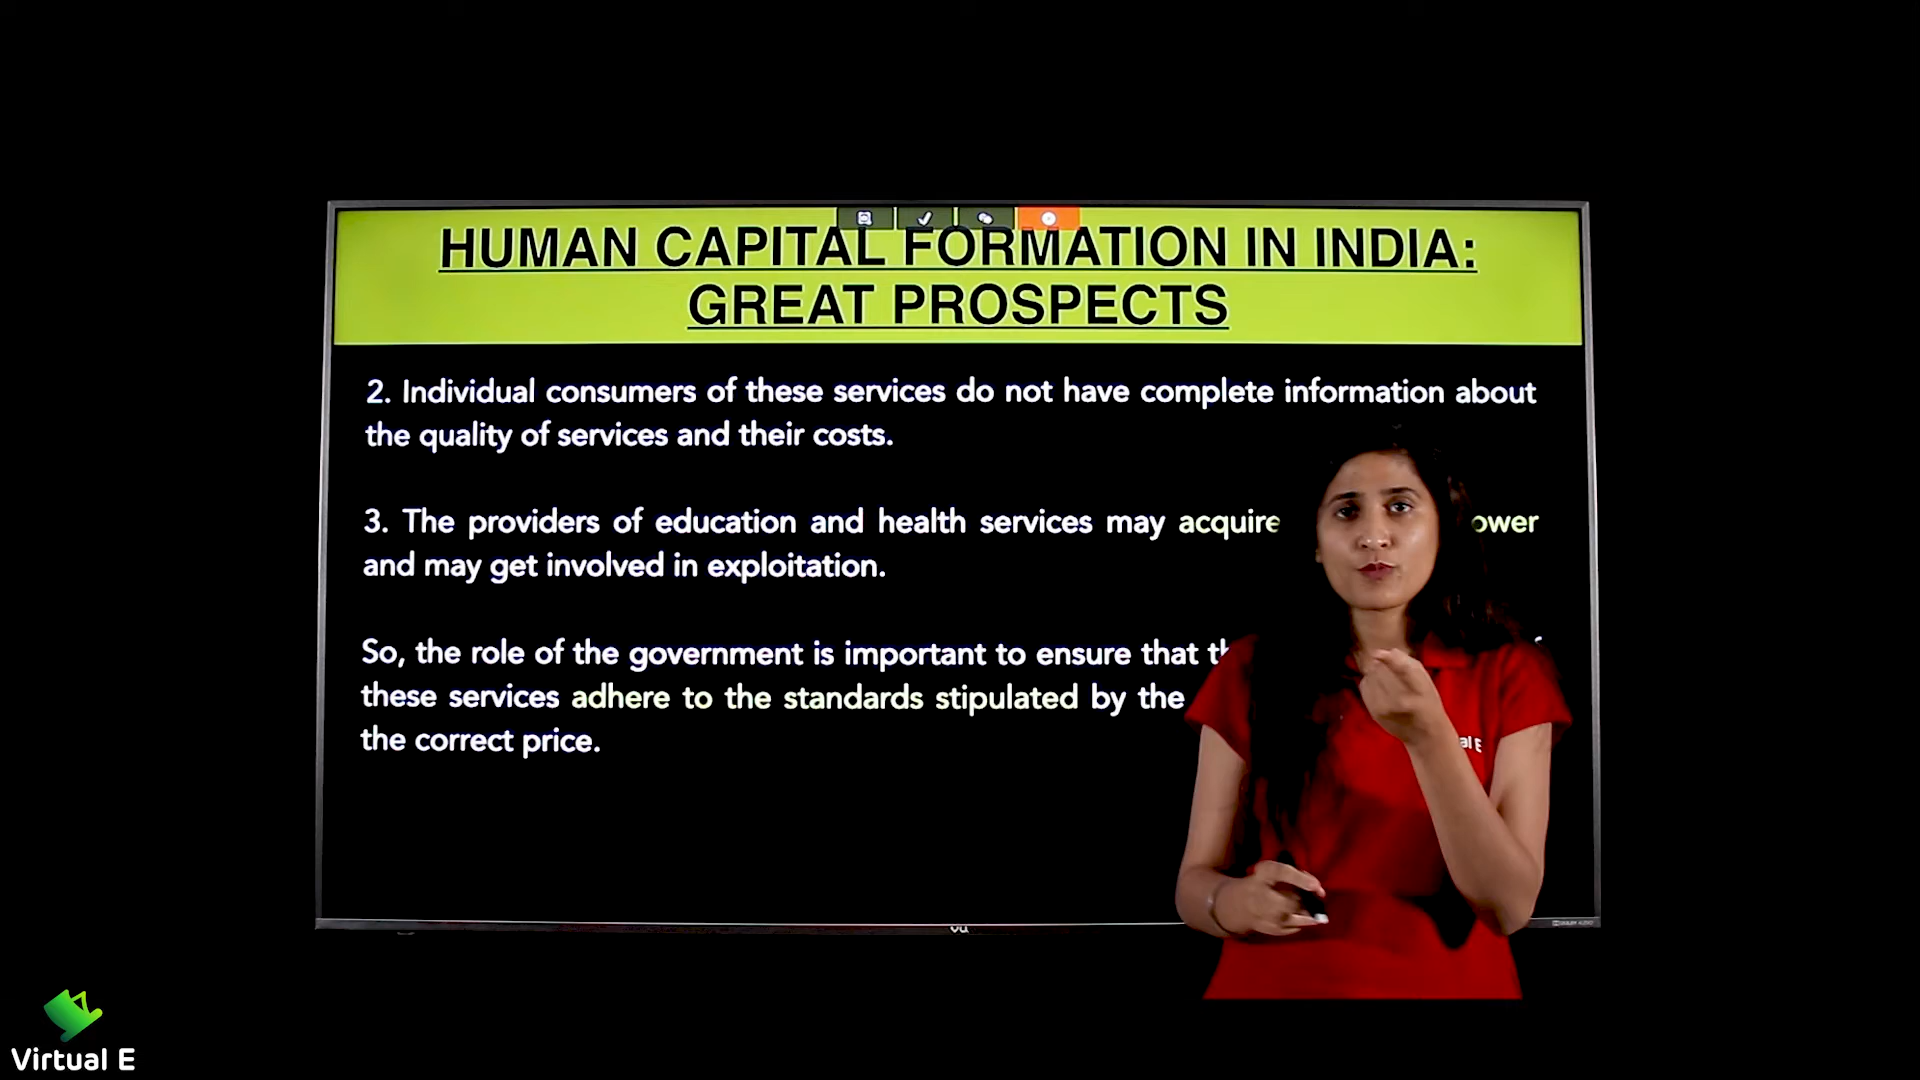 HUMAN CAPITAL FORMATION IN INDIA:
GREAT PROSPECTS
2. Individual consumers of these services do not have complete information about
the quality of services and their costs.
3. The providers of education and health services may acquire ower
and may get involved in exploitation.
So, the role of the government is important to ensure that th
these services adhere to the standards stipulated by the
the correct price.
al E
Vu
Virtual E